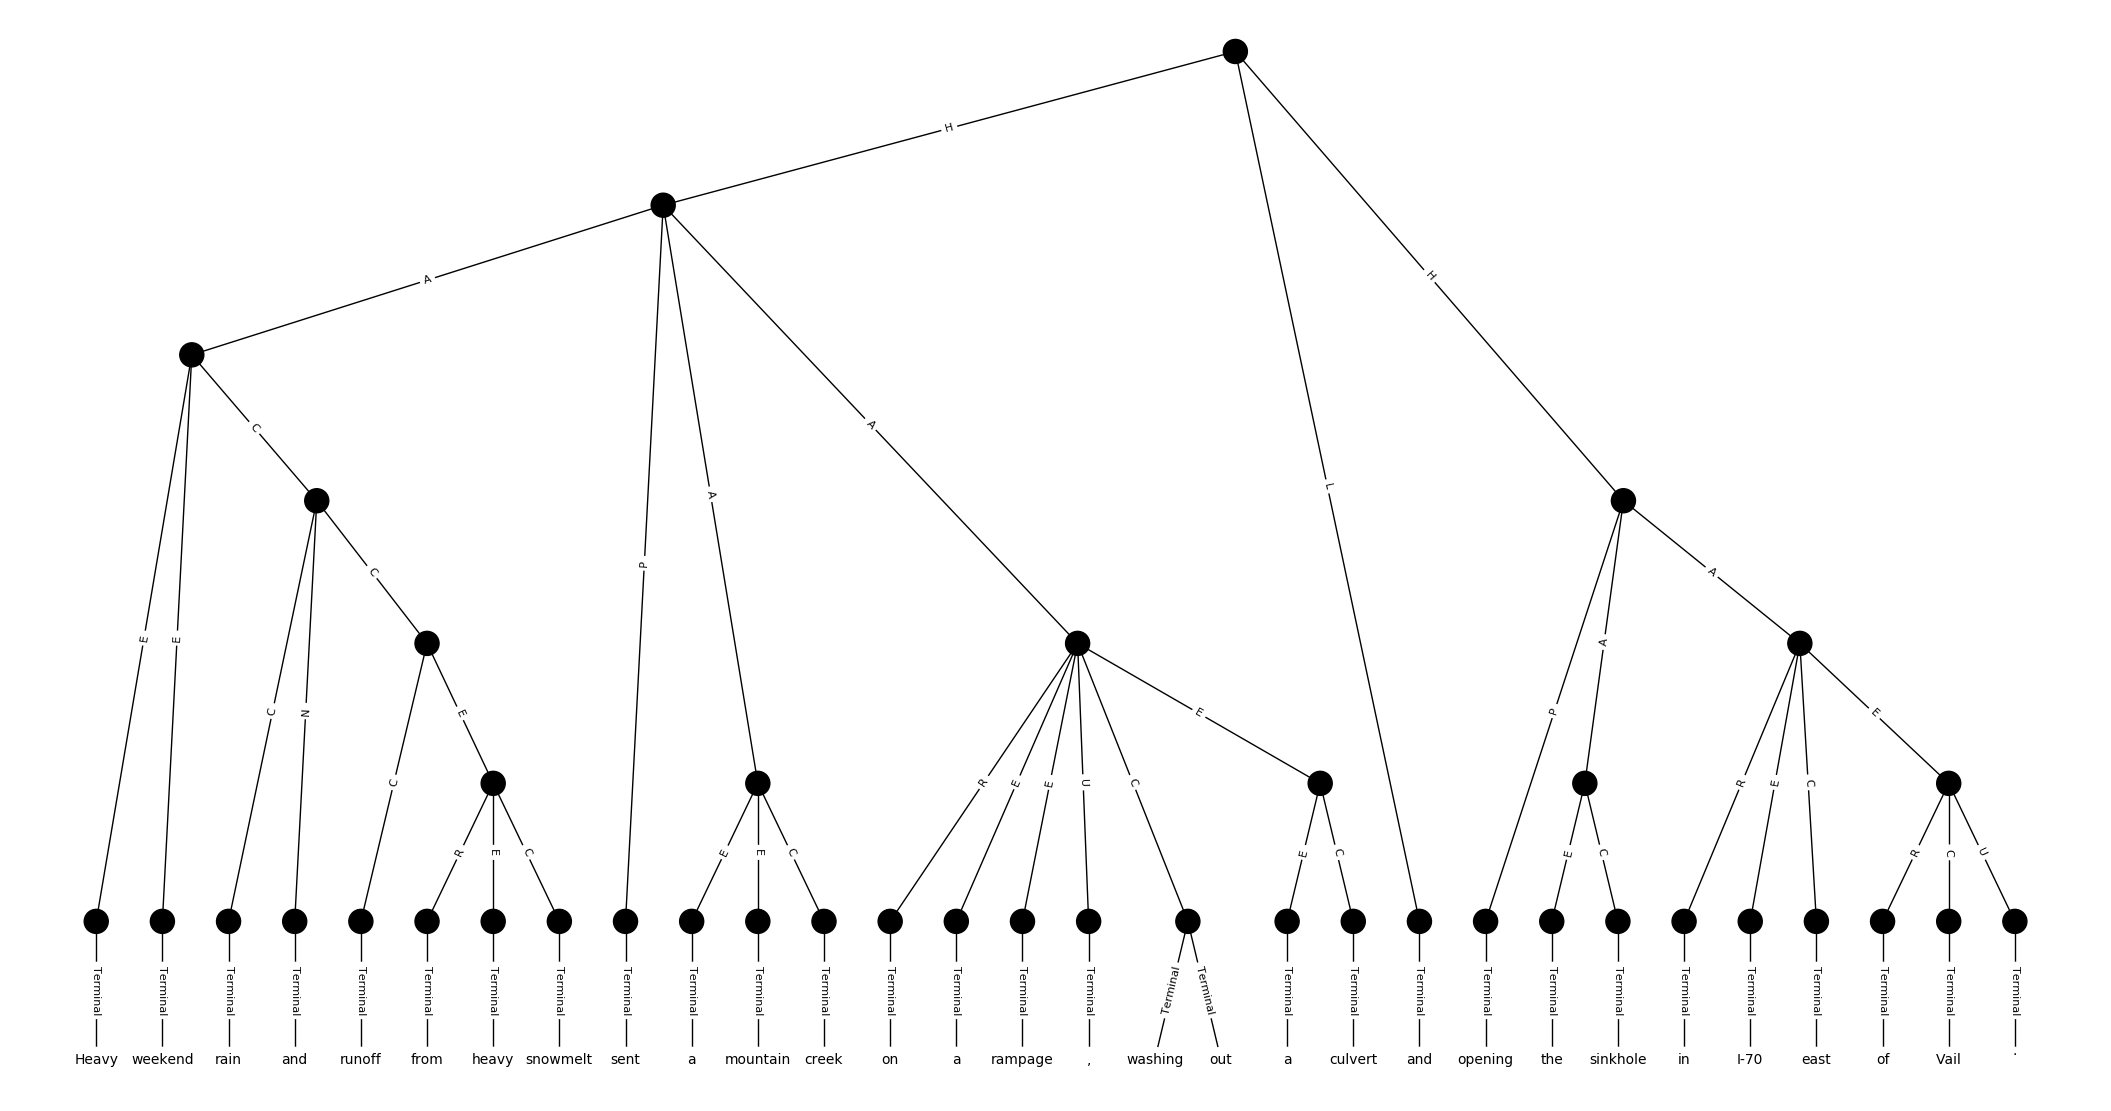 H
A
H
C
A
L
A
P
C
A
E
E
A
C
N
E
E
P
E
C
R
E
E
U
C
R
E
C
R
E
C
E
E
C
E
C
E
C
R
C
U
Terminal Terminal Terminal Terminal Terminal Terminal Terminal Terminal Terminal Terminal Terminal Terminal Terminal Terminal Terminal Terminal Terminal Terminal Terminal Terminal Terminal Terminal Terminal Terminal Terminal Terminal Terminal Terminal Terminal Terminal
Heavy weekend rain and runoff from heavy snowmelt sent a mountain creek on a rampage , washing out a culvert and opening the sinkhole in I-70 east of Vail .